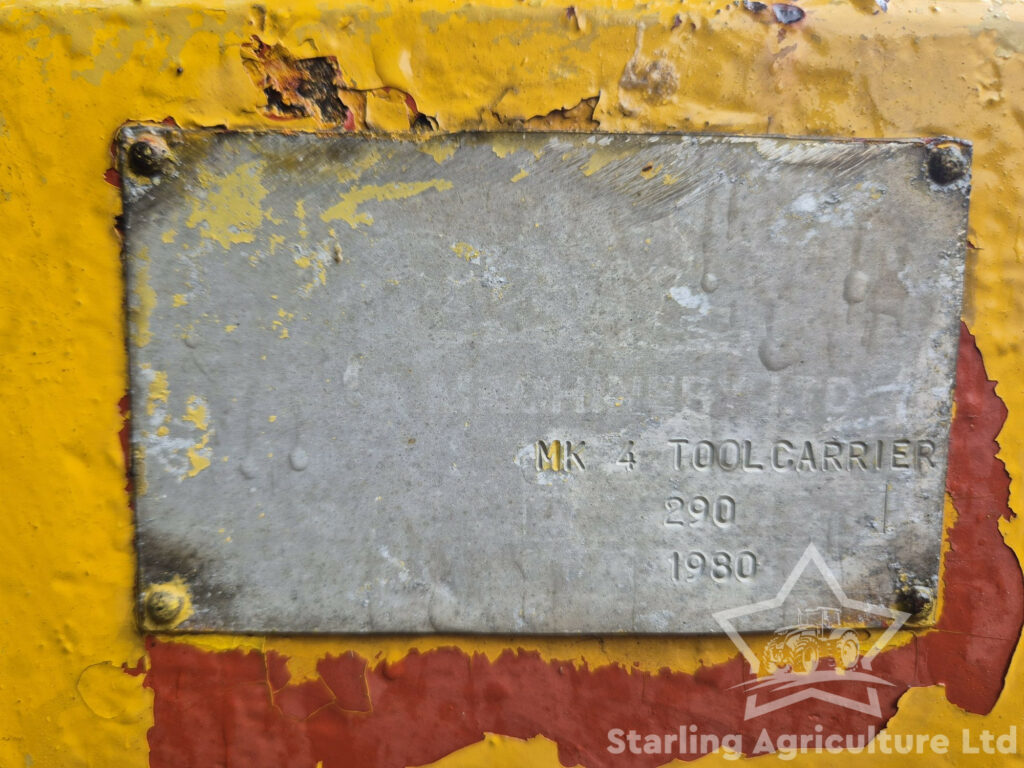 MACHINERY LTD
MK 4 TOOLCARRIER
290
1980
Starling Agriculture Ltd